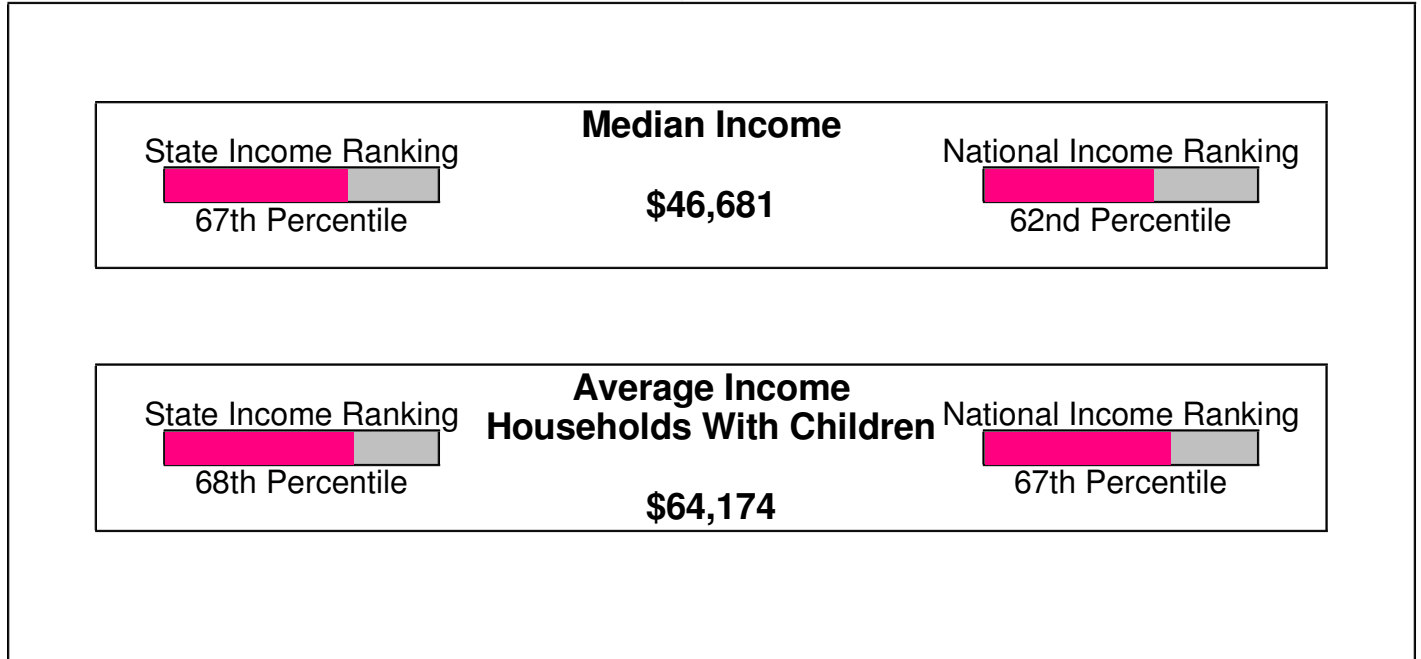 Median Income
State Income Ranking
67th Percentile
$46,681
National Income Ranking
62nd Percentile
Average Income
Households With Children
State Income Ranking
68th Percentile
$64,174
National Income Ranking
67th Percentile